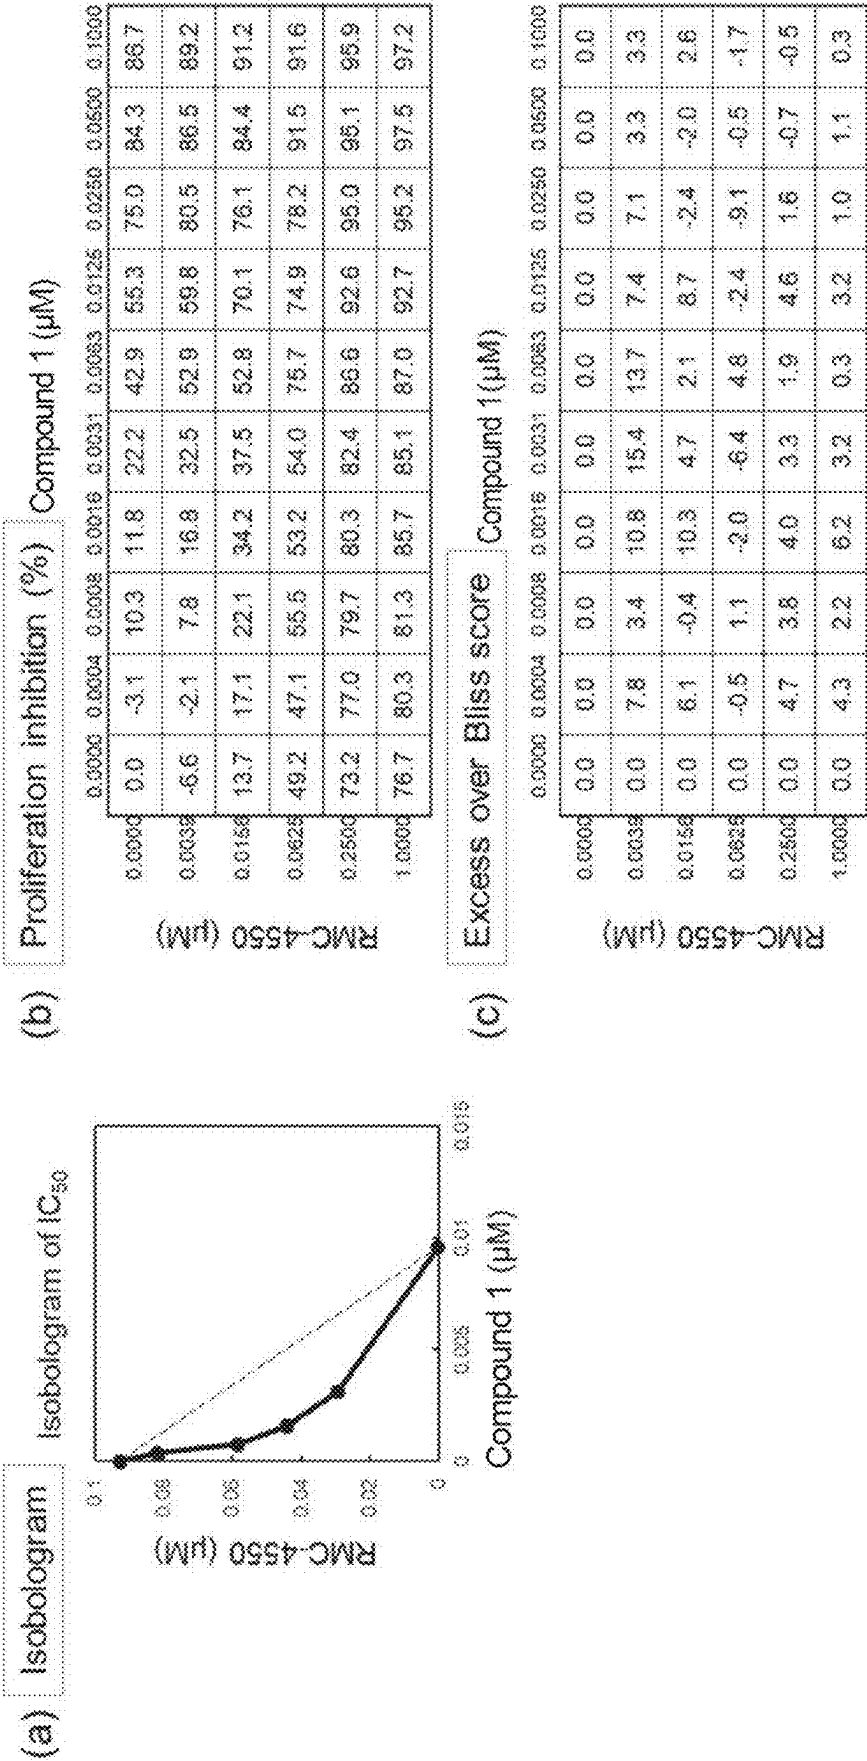 (a) Isobologram
Isobologram of IC50
RMC-4550 (µM)
0.1
0.08
0.06
0.04
0.02
0
0 0.005 0.01 0.015
Compound 1 (µM)
(b) Proliferation inhibition (%)
Compound 1 (µM)
0.0000 0.0004 0.0008 0.0016 0.0031 0.0063 0.0125 0.0250 0.0500 0.1000
RMC-4550 (µM)
0.0000 0.0 -3.1 10.3 11.8 22.2 42.9 55.3 75.0 84.3 86.7
0.0039 -6.6 -2.1 7.8 16.8 32.5 52.9 59.8 80.5 86.5 89.2
0.0156 13.7 17.1 22.1 34.2 37.5 52.8 70.1 76.1 84.4 91.2
0.0625 49.2 47.1 55.5 53.2 54.0 75.7 74.9 78.2 91.5 91.6
0.2500 73.2 77.0 79.7 80.3 82.4 86.6 92.6 95.0 95.1 95.9
1.0000 76.7 80.3 81.3 85.7 85.1 87.0 92.7 95.2 97.5 97.2
(c) Excess over Bliss score
Compound 1(µM)
0.0000 0.0004 0.0008 0.0016 0.0031 0.0063 0.0125 0.0250 0.0500 0.1000
RMC-4550 (µM)
0.0000 0.0 0.0 0.0 0.0 0.0 0.0 0.0 0.0 0.0 0.0
0.0039 0.0 7.8 3.4 10.8 15.4 13.7 7.4 7.1 3.3 3.3
0.0156 0.0 6.1 -0.4 10.3 4.7 2.1 8.7 -2.4 -2.0 2.6
0.0625 0.0 -0.5 1.1 -2.0 -6.4 4.8 -2.4 -9.1 -0.5 -1.7
0.2500 0.0 4.7 3.8 4.0 3.3 1.9 4.6 1.6 -0.7 -0.5
1.0000 0.0 4.3 2.2 6.2 3.2 0.3 3.2 1.0 1.1 0.3